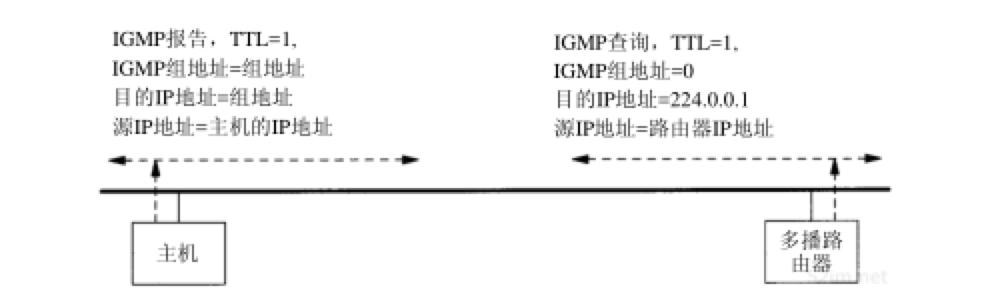 IGMP报告，TTL=1,
IGMP组地址=组地址
目的IP地址=组地址
源IP地址=主机的IP地址
IGMP查询，TTL=1,
IGMP组地址=0
目的IP地址=224.0.0.1
源IP地址=路由器IP地址
主机
多播路
由器